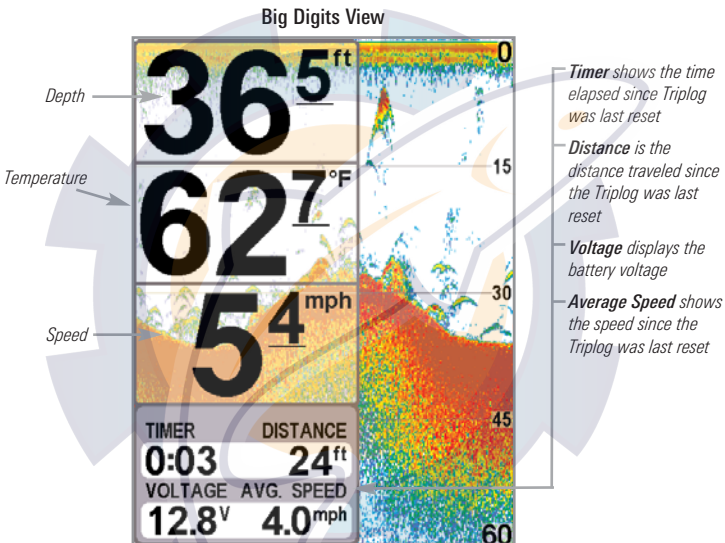 Big Digits View
Depth
Temperature
Speed
36.5 ft
62.7 °F
5.4 mph
TIMER DISTANCE
0:03 24 ft
VOLTAGE AVG. SPEED
12.8 V 4.0 mph
0
15
30
45
60
Timer shows the time
elapsed since Triplog
was last reset
Distance is the
distance traveled since
the Triplog was last
reset
Voltage displays the
battery voltage
Average Speed shows
the speed since the
Triplog was last reset